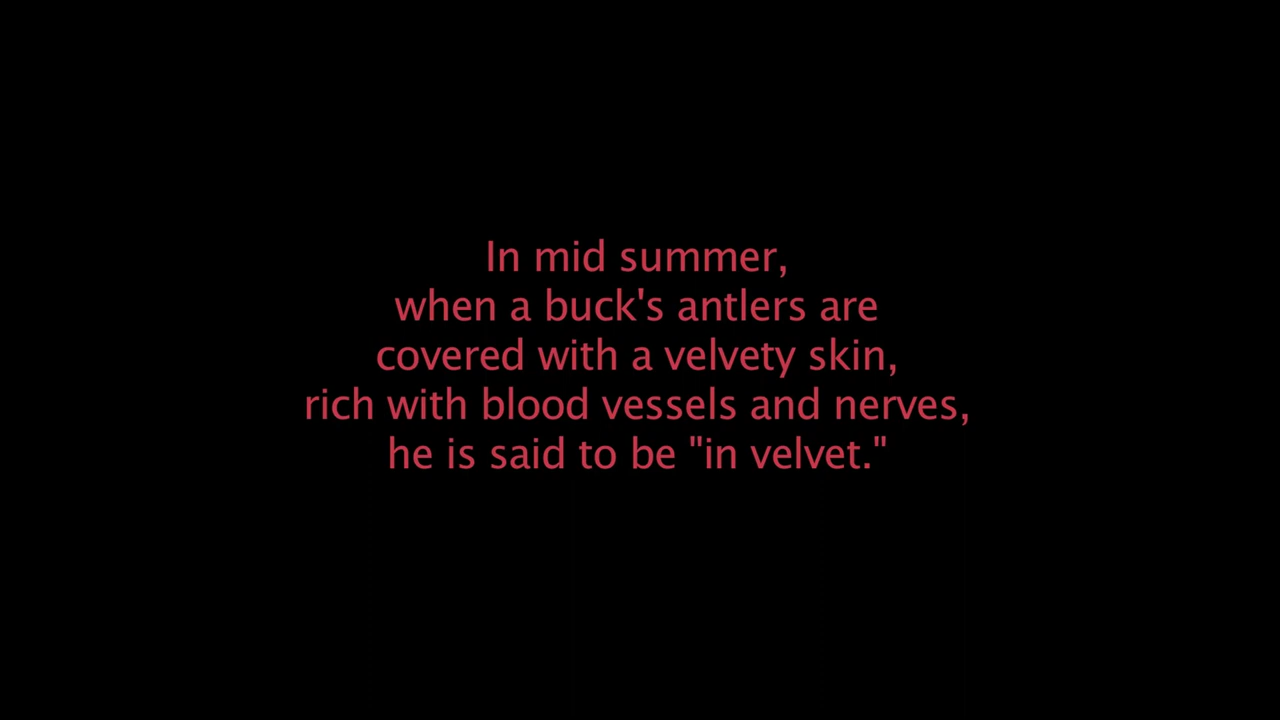 In mid summer,
when a buck's antlers are
covered with a velvety skin,
rich with blood vessels and nerves,
he is said to be "in velvet."